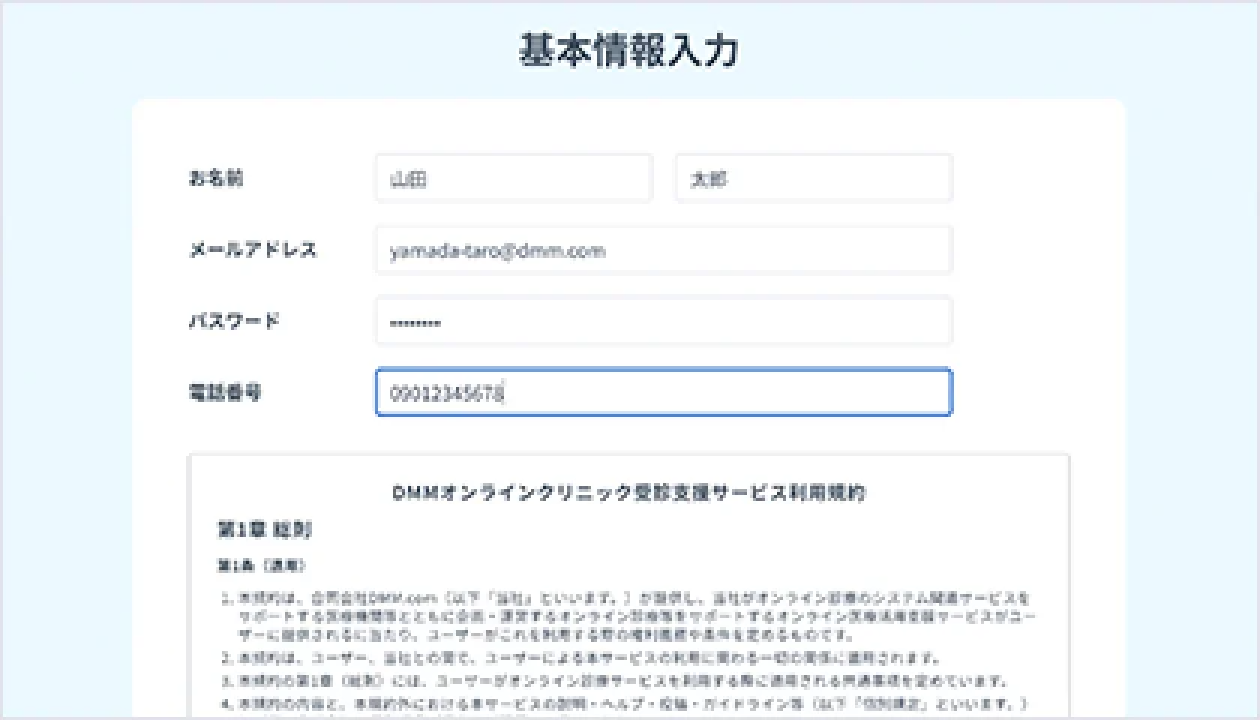 基本情報入力
お名前 山田 太郎
メールアドレス yamada-taro@dmm.com
パスワード ••••••••
電話番号 09012345678
DMMオンラインクリニック受診支援サービス利用規約
第1章 総則
第1条（適用）
1. 本規約は、合同会社DMM.com（以下「当社」といいます。）が提供し、当社がオンライン診療のシステム関連サービスを
サポートする医療機関等とともに企画・運営するオンライン診療等をサポートするオンライン医療活用支援サービスがユー
ザーに提供されるに当たり、ユーザーがこれを利用する際の権利義務や条件を定めるものです。
2. 本規約は、ユーザー、当社との間で、ユーザーによる本サービスの利用に関わる一切の関係に適用されます。
3. 本規約の第1章（総則）には、ユーザーがオンライン診療サービスを利用する際に適用される共通事項を定めています。
4. 本規約の内容と、本規約外における本サービスの説明・ヘルプ・投稿・ガイドライン等（以下「個別規定」といいます。）